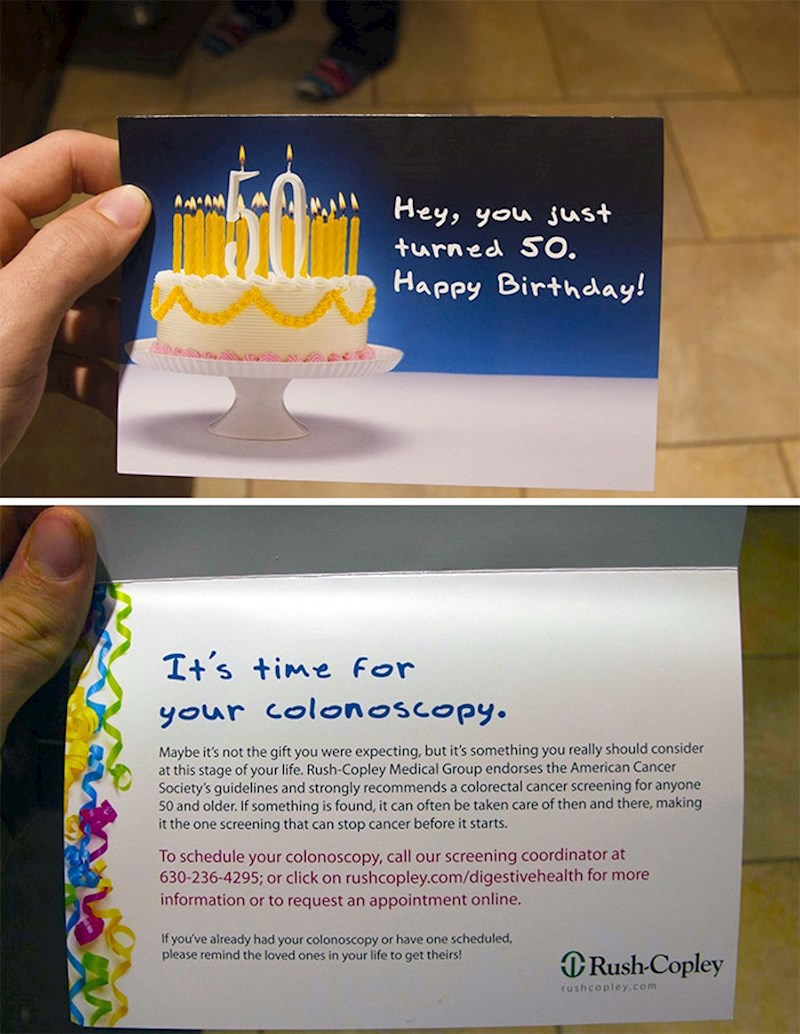 50
Hey, you just
turned 50.
Happy Birthday!
It's time for
your colonoscopy.
Maybe it's not the gift you were expecting, but it's something you really should consider
at this stage of your life. Rush-Copley Medical Group endorses the American Cancer
Society's guidelines and strongly recommends a colorectal cancer screening for anyone
50 and older. If something is found, it can often be taken care of then and there, making
it the one screening that can stop cancer before it starts.
To schedule your colonoscopy, call our screening coordinator at
630-236-4295; or click on rushcopley.com/digestivehealth for more
information or to request an appointment online.
If you've already had your colonoscopy or have one scheduled,
please remind the loved ones in your life to get theirs!
Rush-Copley
rushcopley.com